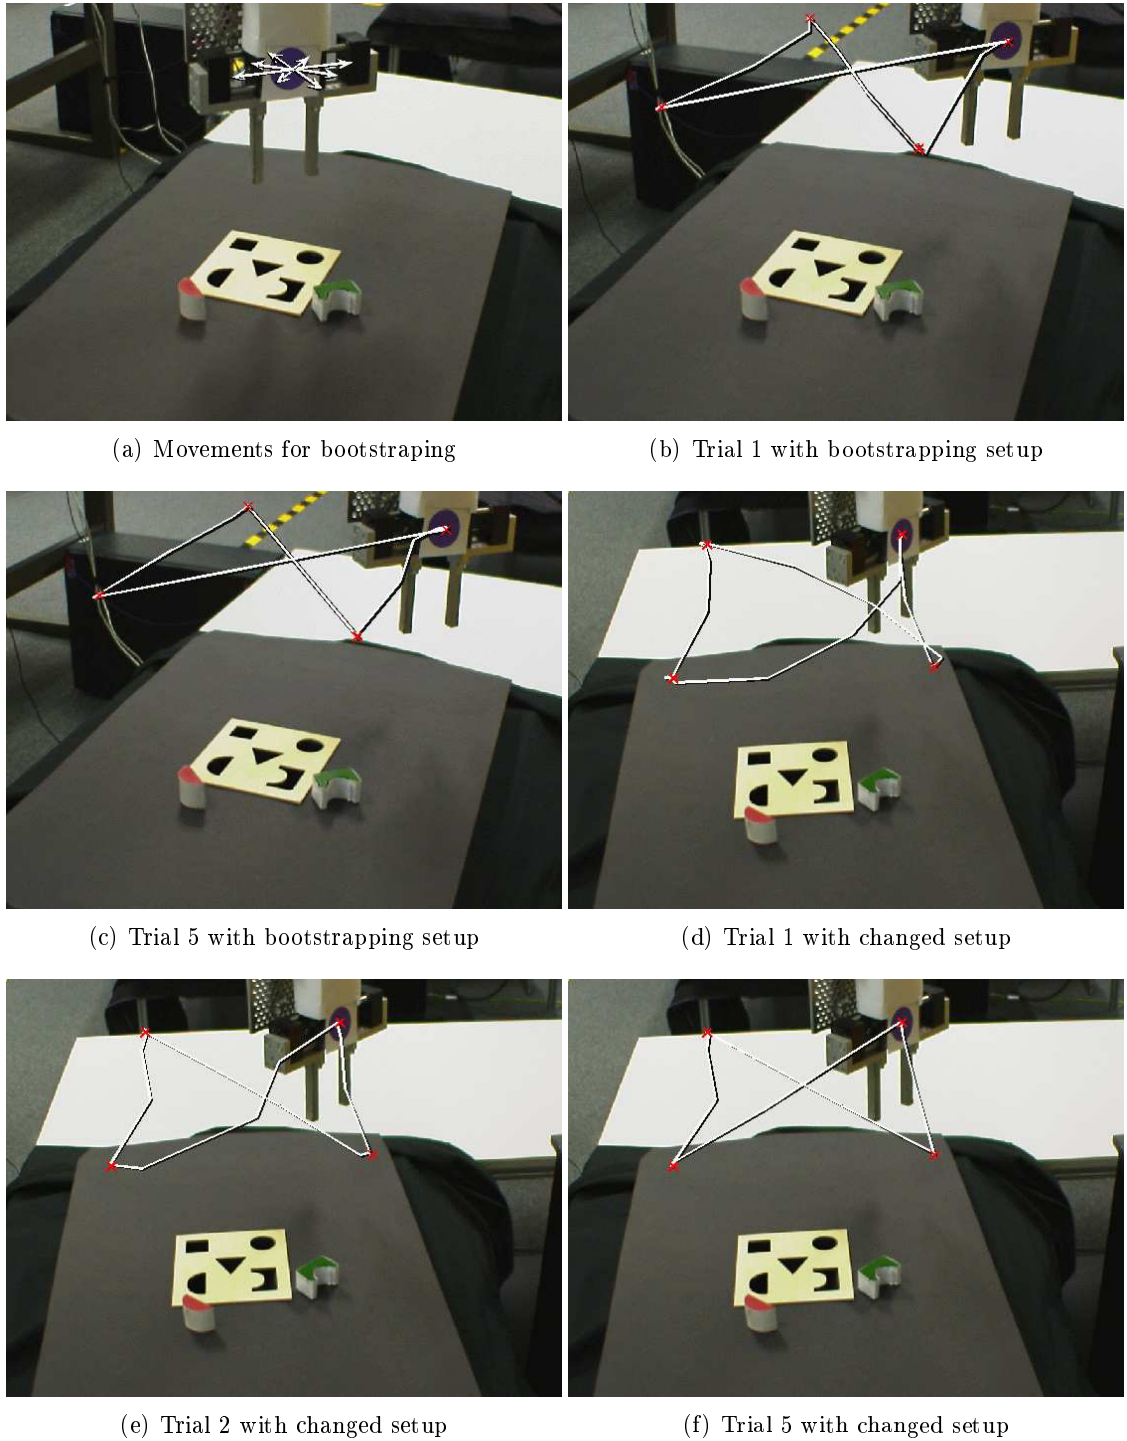 (a) Movements for bootstraping
(b) Trial 1 with bootstrapping setup
(c) Trial 5 with bootstrapping setup
(d) Trial 1 with changed setup
(e) Trial 2 with changed setup
(f) Trial 5 with changed setup